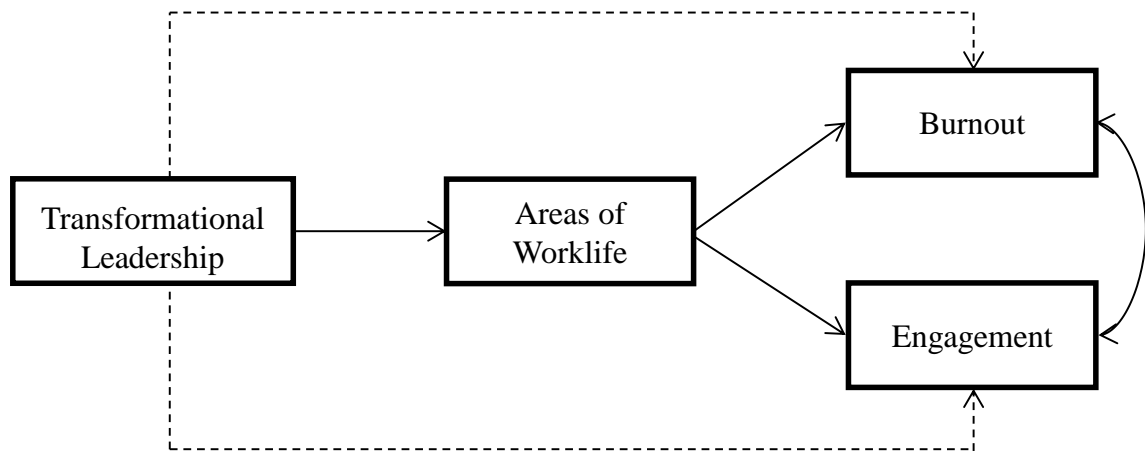 Transformational
Leadership
Areas of
Worklife
Burnout
Engagement